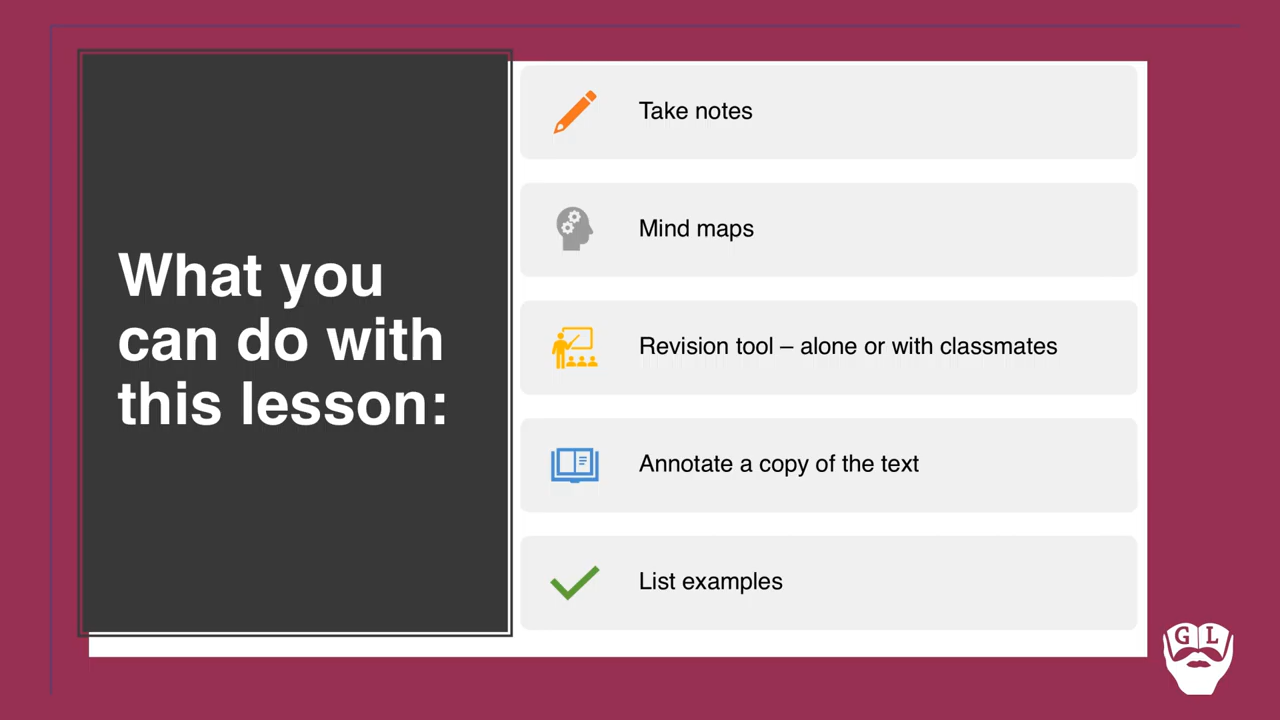 What you
can do with
this lesson:
Take notes
Mind maps
Revision tool – alone or with classmates
Annotate a copy of the text
List examples
G L